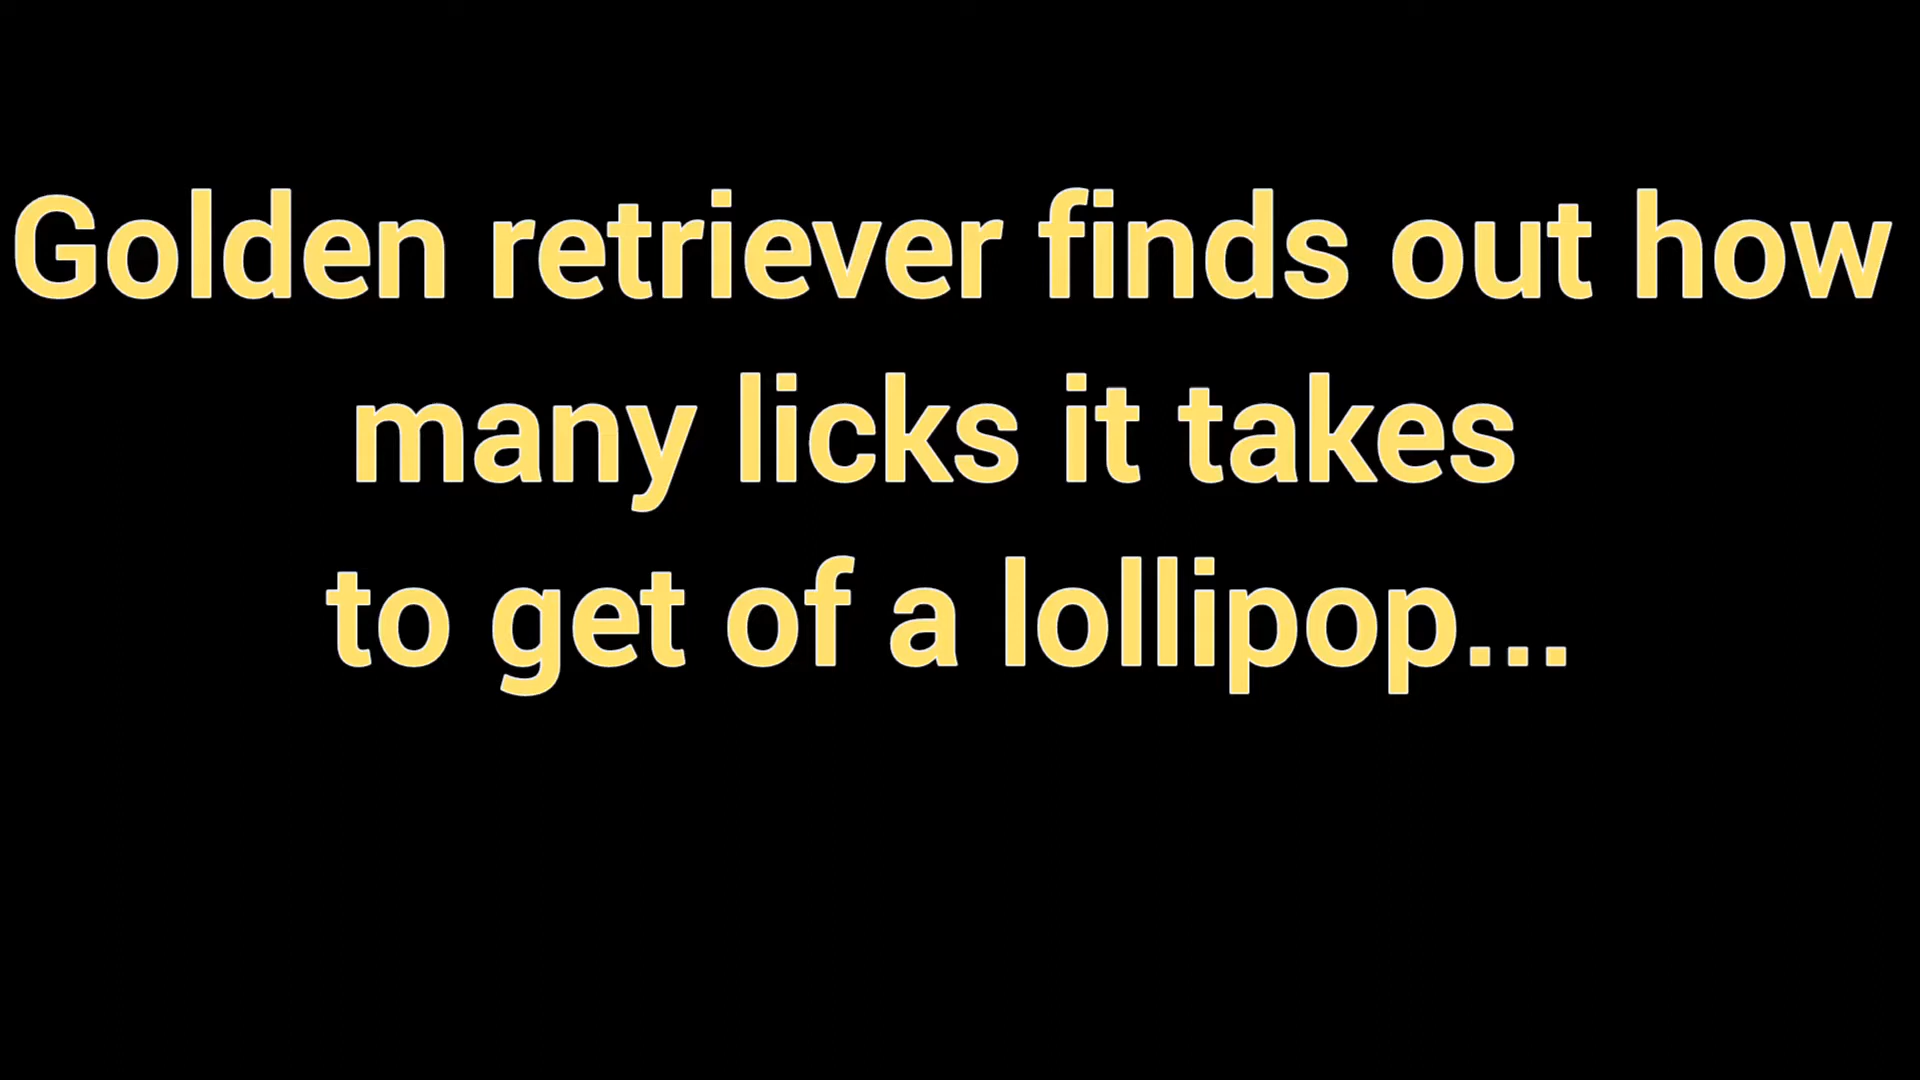 Golden retriever finds out how
many licks it takes
to get of a lollipop...